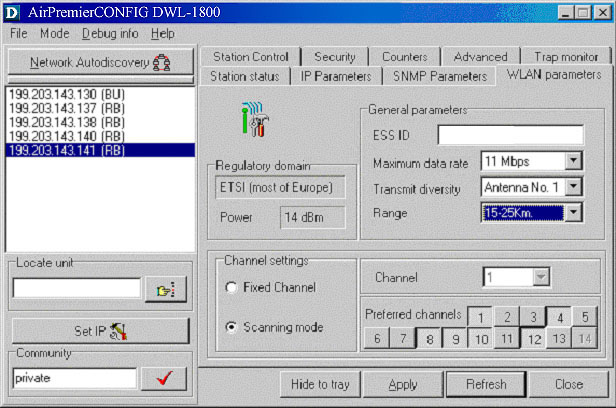 D AirPremierCONFIG DWL-1800
File Mode Debug info Help
Network Autodiscovery
199.203.143.130 (BU)
199.203.143.137 (RB)
199.203.143.138 (RB)
199.203.143.140 (RB)
199.203.143.141 (RB)
Locate unit
Set IP
Community
private
Station Control Security Counters Advanced Trap monitor
Station status IP Parameters SNMP Parameters WLAN parameters
General parameters
ESS ID
Maximum data rate 11 Mbps
Transmit diversity Antenna No. 1
Range 15-25Km.
Regulatory domain
ETSI (most of Europe)
Power 14 dBm
Channel settings
Fixed Channel
Scanning mode
Channel 1
Preferred channels 1 2 3 4 5
6 7 8 9 10 11 12 13 14
Hide to tray Apply Refresh Close